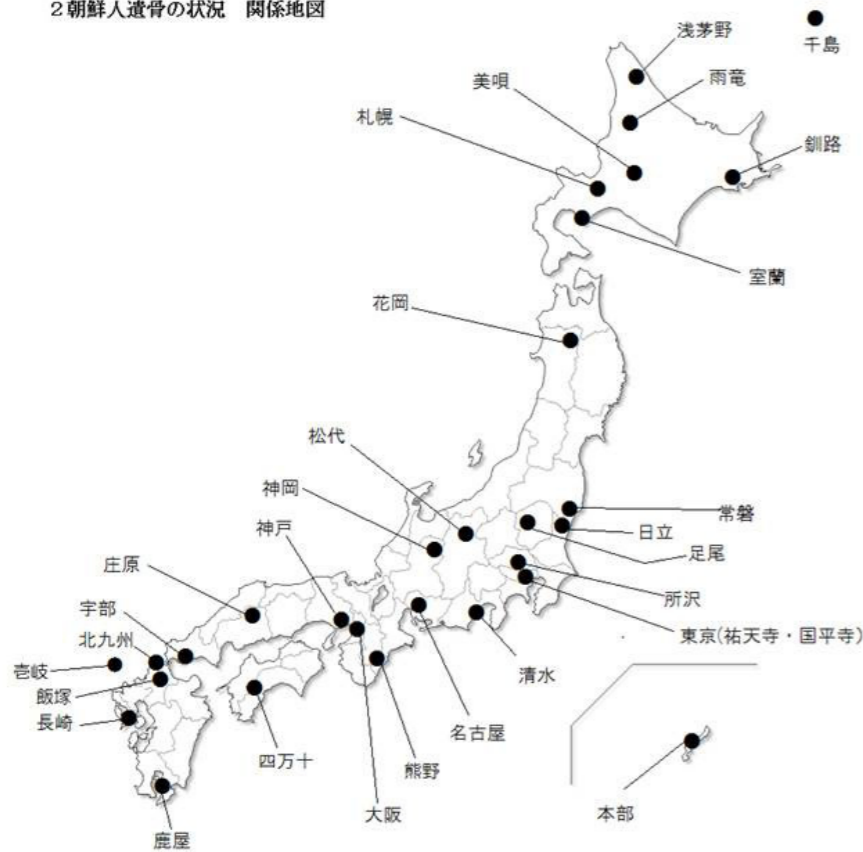 2朝鮮人遺骨の状況　関係地図
千島
浅茅野
美唄
雨竜
札幌
釧路
室蘭
花岡
松代
神岡
常磐
神戸
日立
足尾
庄原
所沢
宇部
東京(祐天寺・国平寺)
北九州
壱岐
清水
飯塚
長崎
名古屋
四万十
熊野
大阪
本部
鹿屋